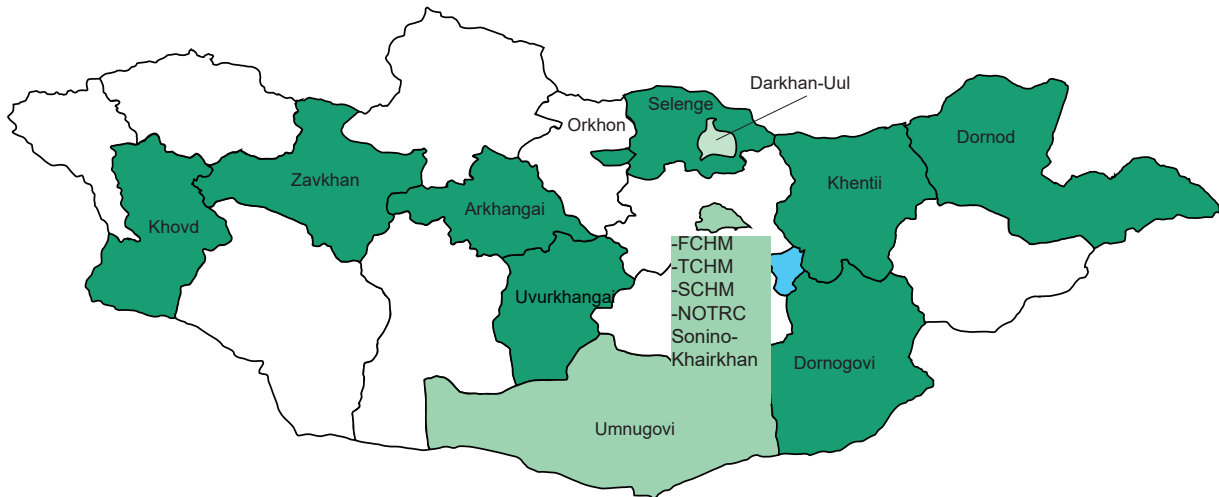 Darkhan-Uul
Selenge
Orkhon
Dornod
Zavkhan
Khentii
Arkhangai
Khovd
-FCHM
-TCHM
-SCHM
-NOTRC
Sonino-
Khairkhan
Uvurkhangai
Dornogovi
Umnugovi